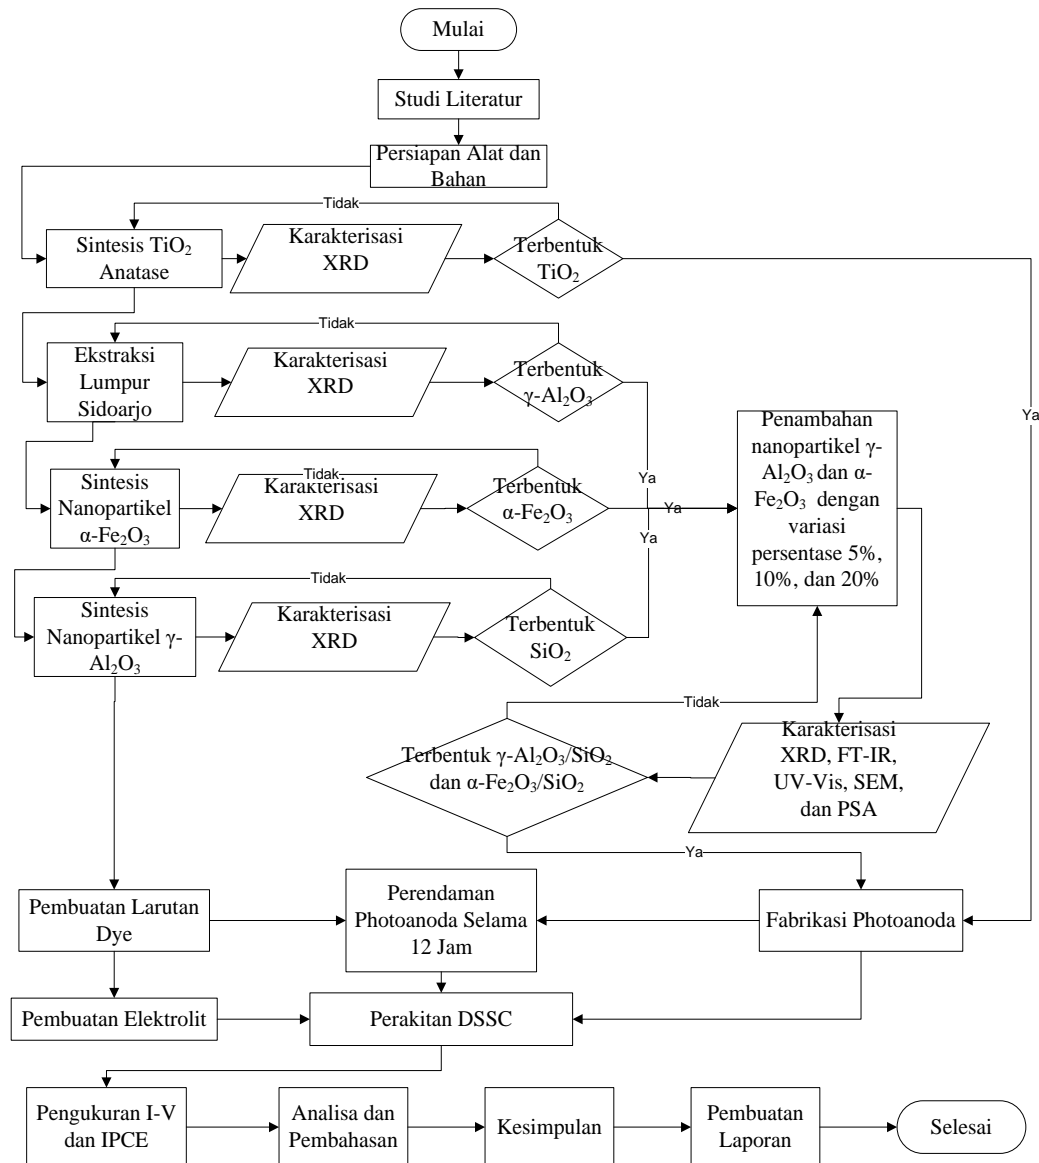 Mulai
Studi Literatur
Persiapan Alat dan
Bahan
Tidak
Sintesis TiO₂
Anatase
Karakterisasi
XRD
Terbentuk
TiO₂
Tidak
Ekstraksi
Lumpur
Sidoarjo
Karakterisasi
XRD
Terbentuk
γ-Al₂O₃
Ya
Ya
Tidak
Sintesis
Nanopartikel
α-Fe₂O₃
Karakterisasi
XRD
Terbentuk
α-Fe₂O₃
Ya
Ya
Penambahan
nanopartikel γ-
Al₂O₃ dan α-
Fe₂O₃ dengan
variasi
persentase 5%,
10%, dan 20%
Tidak
Sintesis
Nanopartikel γ-
Al₂O₃
Karakterisasi
XRD
Terbentuk
SiO₂
Tidak
Terbentuk γ-Al₂O₃/SiO₂
dan α-Fe₂O₃/SiO₂
Karakterisasi
XRD, FT-IR,
UV-Vis, SEM,
dan PSA
Ya
Pembuatan Larutan
Dye
Perendaman
Photoanoda Selama
12 Jam
Fabrikasi Photoanoda
Pembuatan Elektrolit
Perakitan DSSC
Pengukuran I-V
dan IPCE
Analisa dan
Pembahasan
Kesimpulan
Pembuatan
Laporan
Selesai